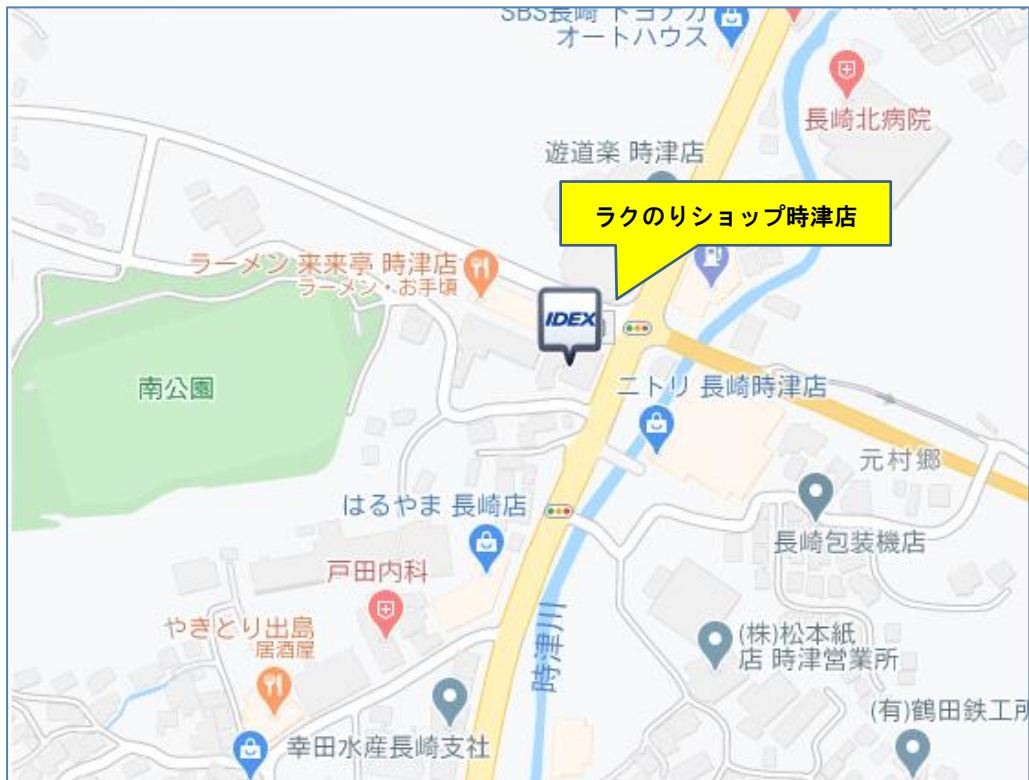 SBS長崎 トヨナカ
オートハウス
長崎北病院
遊道楽 時津店
ラクのりショップ時津店
ラーメン 来来亭 時津店
ラーメン・お手頃
IDEX
南公園
ニトリ 長崎時津店
元村郷
はるやま 長崎店
長崎包装機店
戸田内科
やきとり出島
居酒屋
時津川
(株)松本紙
店 時津営業所
(有)鶴田鉄工所
幸田水産長崎支社